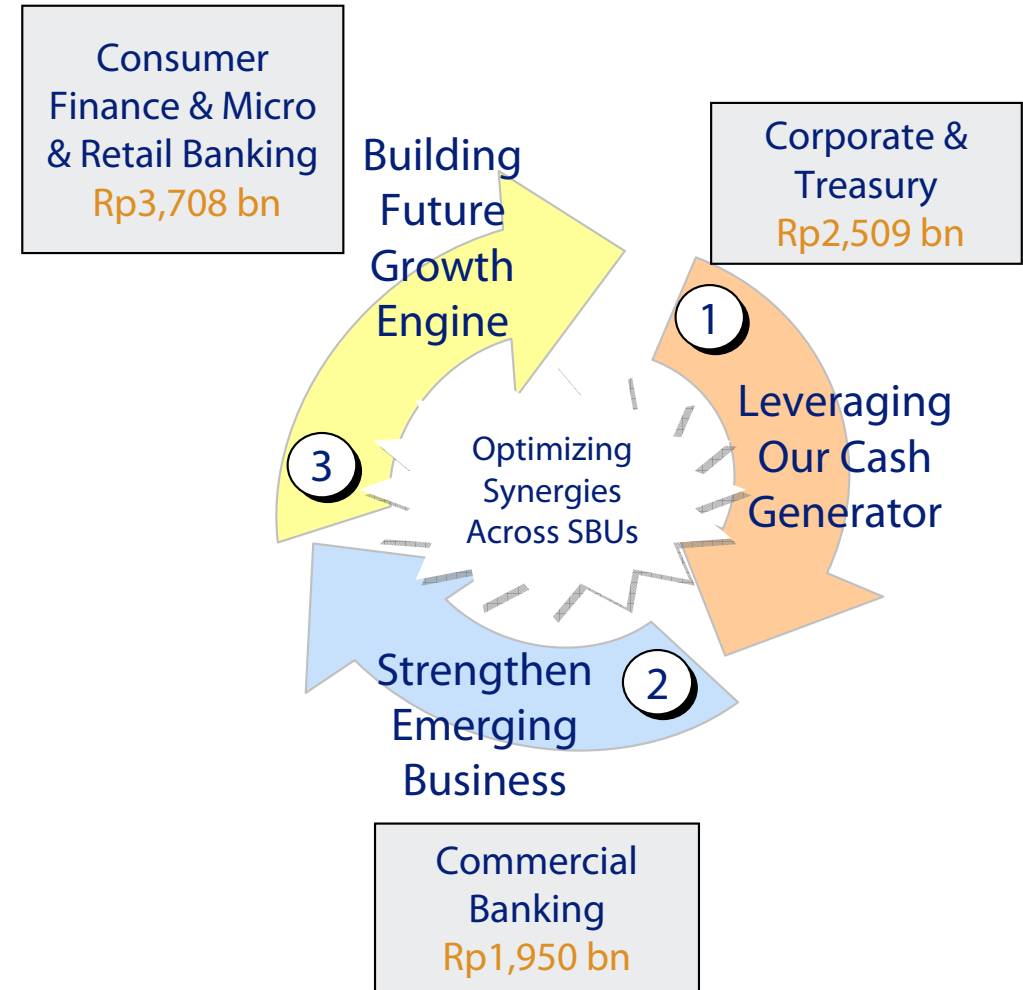 Consumer
Finance & Micro
& Retail Banking
Rp3,708 bn
Building
Future
Growth
Engine
Corporate &
Treasury
Rp2,509 bn
1
Leveraging
Our Cash
Generator
Optimizing
Synergies
Across SBUs
3
2
Strengthen
Emerging
Business
Commercial
Banking
Rp1,950 bn